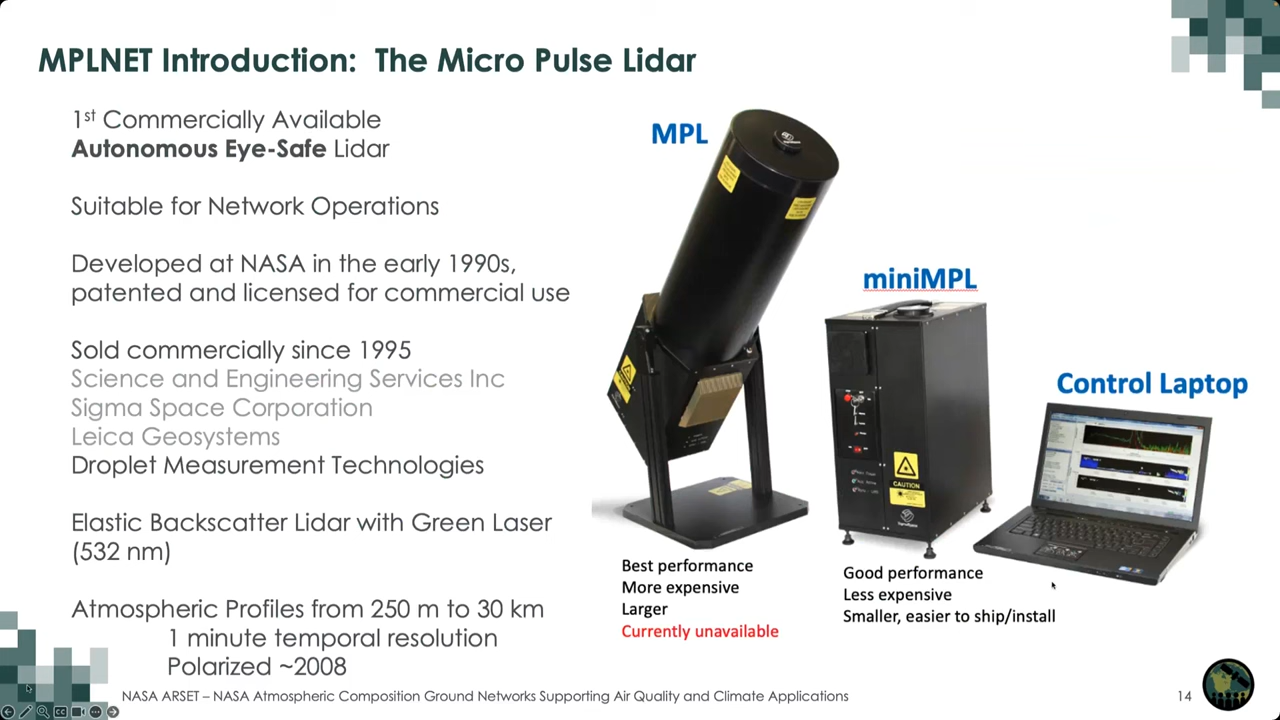 MPLNET Introduction: The Micro Pulse Lidar
1st Commercially Available
Autonomous Eye-Safe Lidar
Suitable for Network Operations
Developed at NASA in the early 1990s,
patented and licensed for commercial use
Sold commercially since 1995
Science and Engineering Services Inc
Sigma Space Corporation
Leica Geosystems
Droplet Measurement Technologies
Elastic Backscatter Lidar with Green Laser
(532 nm)
Atmospheric Profiles from 250 m to 30 km
1 minute temporal resolution
Polarized ~2008
MPL
miniMPL
Control Laptop
CAUTION
Best performance
More expensive
Larger
Currently unavailable
Good performance
Less expensive
Smaller, easier to ship/install
NASA ARSET – NASA Atmospheric Composition Ground Networks Supporting Air Quality and Climate Applications
14
CC